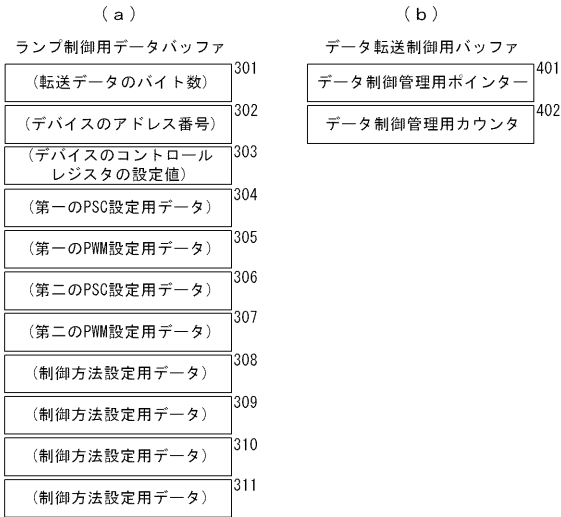 (a)
ランプ制御用データバッファ
(転送データのバイト数)
301
(デバイスのアドレス番号)
302
(デバイスのコントロール
レジスタの設定値)
303
(第一のPSC設定用データ)
304
(第一のPWM設定用データ)
305
(第二のPSC設定用データ)
306
(第二のPWM設定用データ)
307
(制御方法設定用データ)
308
(制御方法設定用データ)
309
(制御方法設定用データ)
310
(制御方法設定用データ)
311
(b)
データ転送制御用バッファ
データ制御管理用ポインター
401
データ制御管理用カウンタ
402